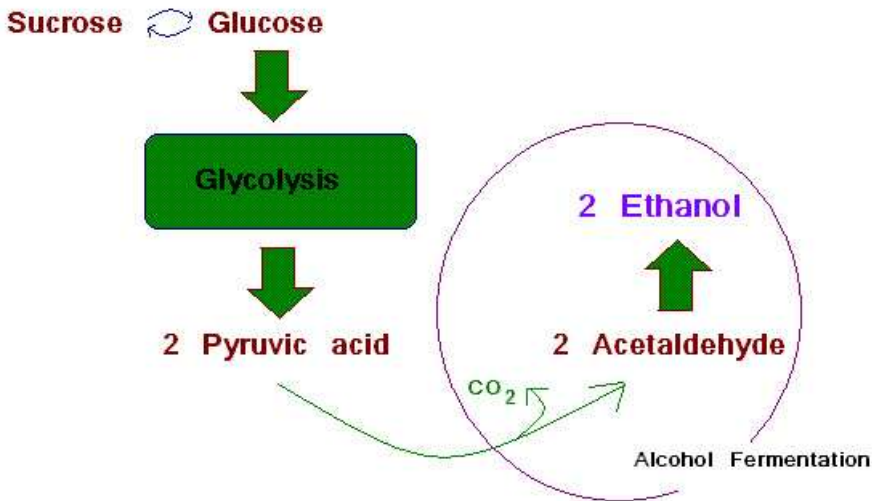 Sucrose Glucose
Glycolysis
2 Ethanol
2 Pyruvic acid
2 Acetaldehyde
CO2
Alcohol Fermentation